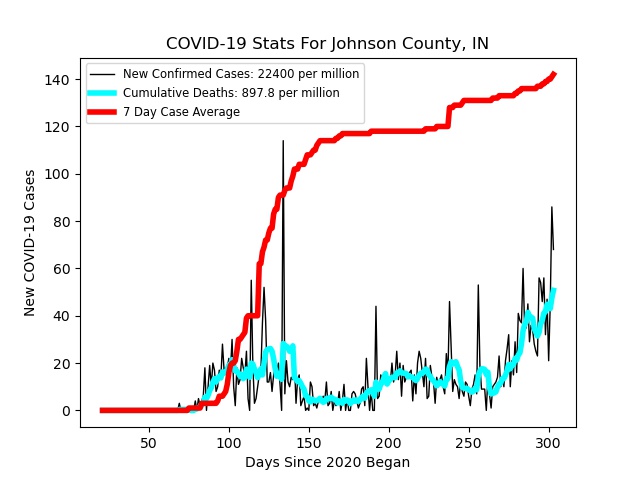 COVID-19 Stats For Johnson County, IN
New Confirmed Cases: 22400 per million
Cumulative Deaths: 897.8 per million
7 Day Case Average
New COVID-19 Cases
140
120
100
80
60
40
20
0
50 100 150 200 250 300
Days Since 2020 Began